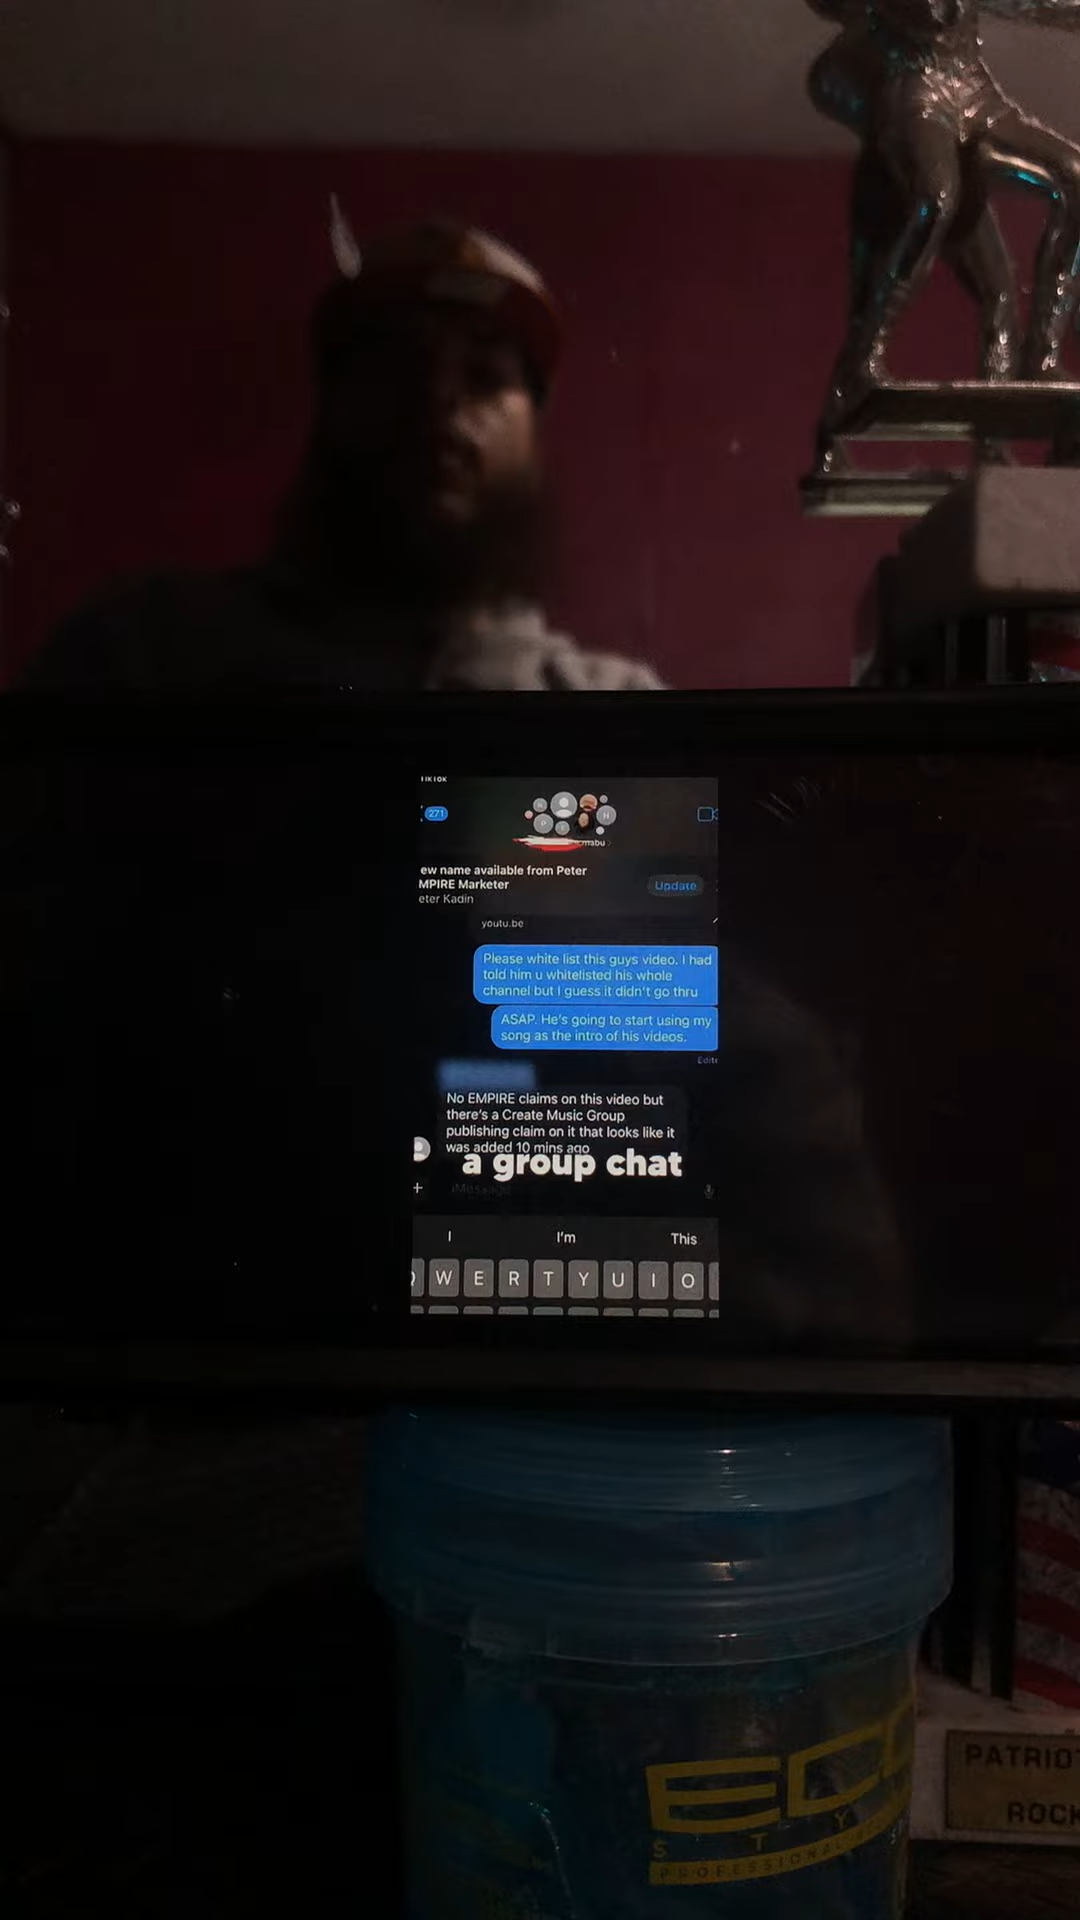 TIKTOK
271
mabu
ew name available from Peter
MPIRE Marketer
eter Kadin
Update
youtu.be
Please white list this guys video. I had
told him u whitelisted his whole
channel but I guess it didn't go thru
ASAP. He's going to start using my
song as the intro of his videos.
Edite
No EMPIRE claims on this video but
there's a Create Music Group
publishing claim on it that looks like it
was added 10 mins ago
a group chat
iMessage
I I'm This
W E R T Y U I O
ECO
S T Y
PROFESSIONAL
PATRIOT
ROCK